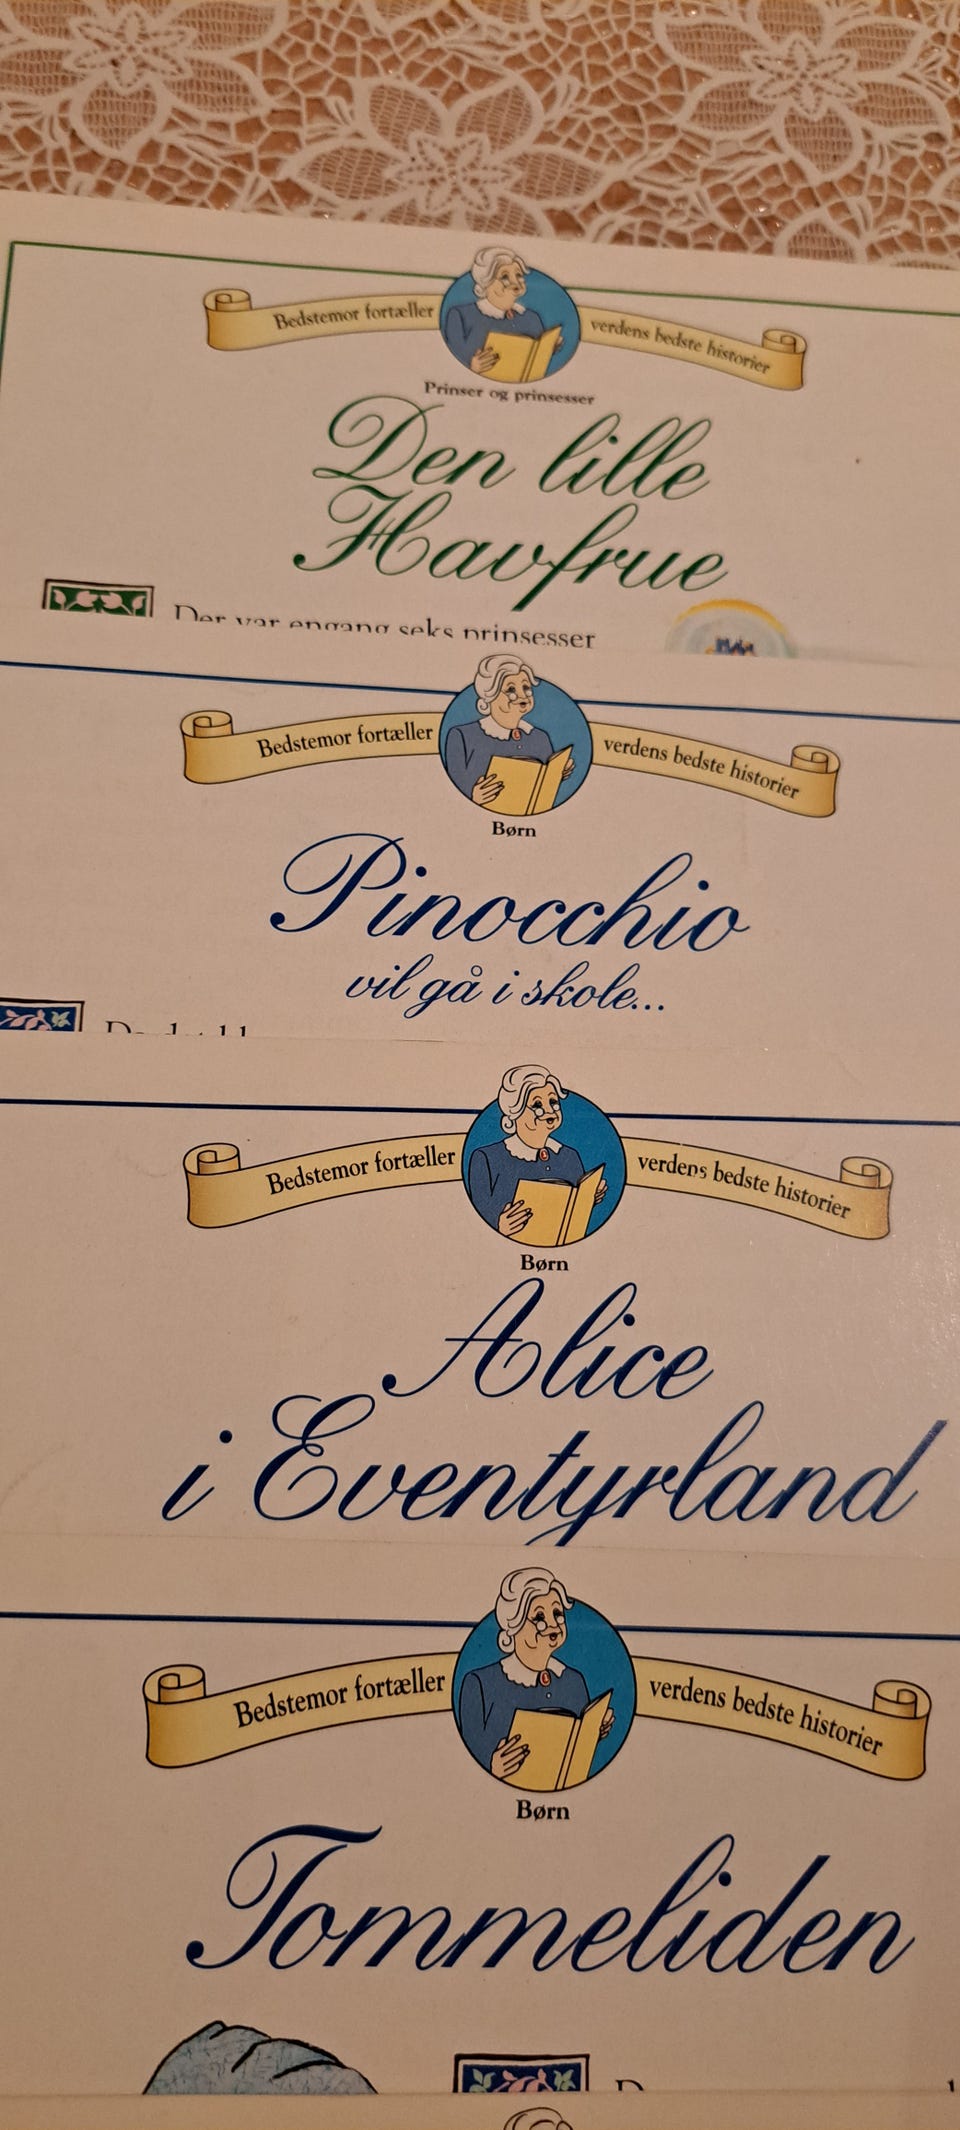 Bedstemor fortæller verdens bedste historier
Prinser og prinsesser
Den lille
Havfrue
Der var engang seks prinsesser
Bedstemor fortæller verdens bedste historier
Børn
Pinocchio
vil gå i skole...
Bedstemor fortæller verdens bedste historier
Børn
Alice
i Eventyrland
Bedstemor fortæller verdens bedste historier
Børn
Tommeliden